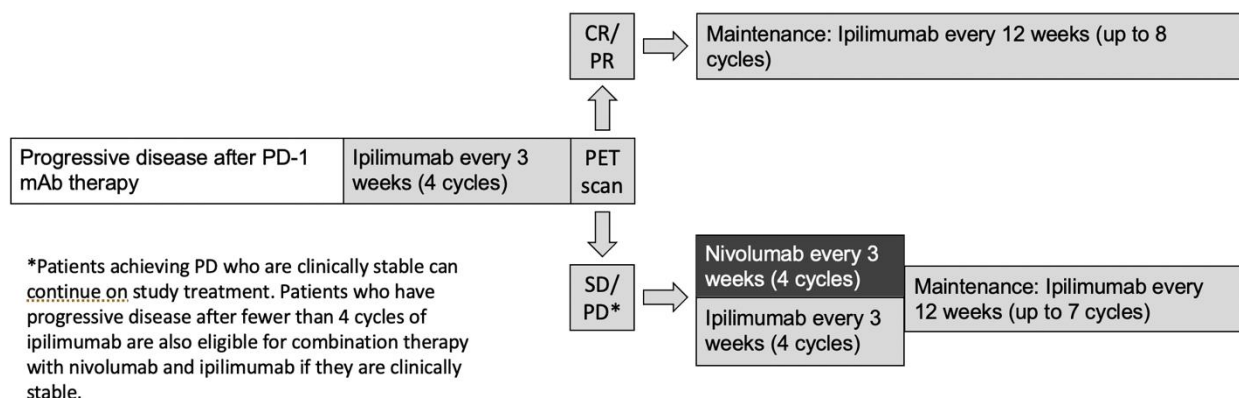 CR/
PR
Maintenance: Ipilimumab every 12 weeks (up to 8
cycles)
Progressive disease after PD-1
mAb therapy
Ipilimumab every 3
weeks (4 cycles)
PET
scan
*Patients achieving PD who are clinically stable can
continue on study treatment. Patients who have
progressive disease after fewer than 4 cycles of
ipilimumab are also eligible for combination therapy
with nivolumab and ipilimumab if they are clinically
stable.
SD/
PD*
Nivolumab every 3
weeks (4 cycles)
Ipilimumab every 3
weeks (4 cycles)
Maintenance: Ipilimumab every
12 weeks (up to 7 cycles)